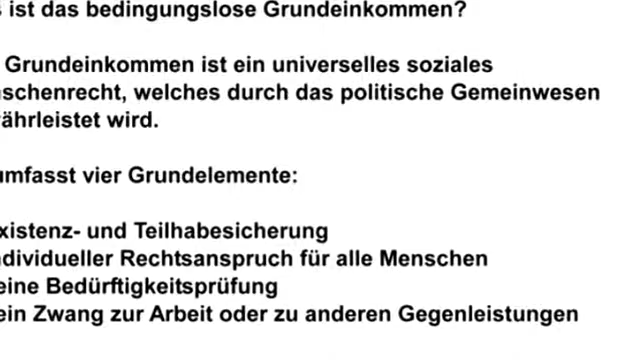 s ist das bedingungslose Grundeinkommen?
Grundeinkommen ist ein universelles soziales
schenrecht, welches durch das politische Gemeinwesen
ährleistet wird.
umfasst vier Grundelemente:
xistenz- und Teilhabesicherung
dividueller Rechtsanspruch für alle Menschen
eine Bedürftigkeitsprüfung
ein Zwang zur Arbeit oder zu anderen Gegenleistungen